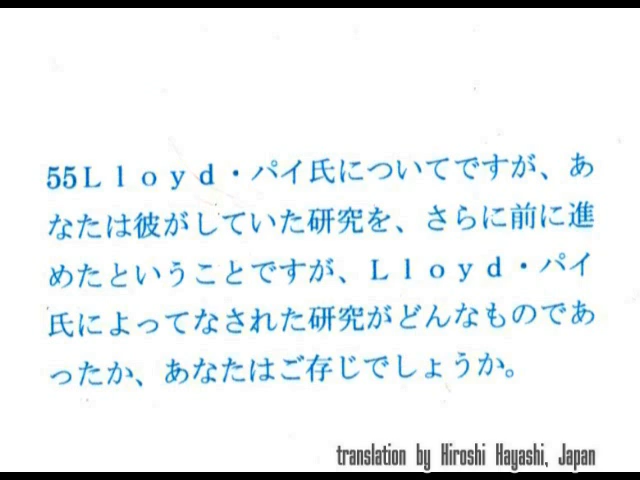 55Ｌｌｏｙｄ・パイ氏についてですが、あ
なたは彼がしていた研究を、さらに前に進
めたということですが、Ｌｌｏｙｄ・パイ
氏によってなされた研究がどんなものであ
ったか、あなたはご存じでしょうか。
translation by Hiroshi Hayashi, Japan